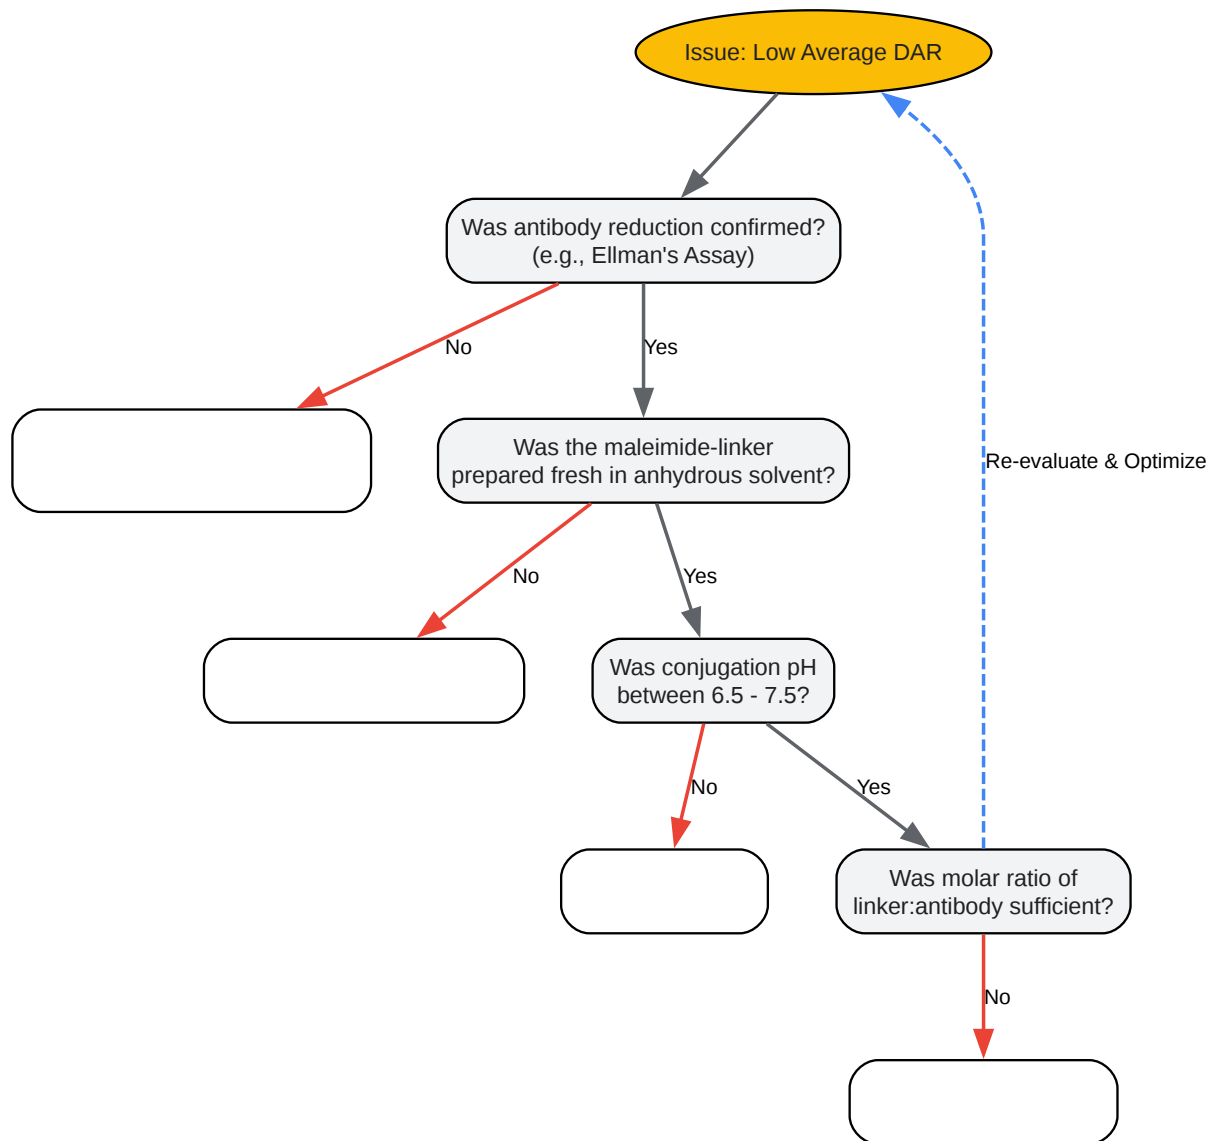 Issue: Low Average DAR
Was antibody reduction confirmed?
(e.g., Ellman's Assay)
No
Yes
Was the maleimide-linker
prepared fresh in anhydrous solvent?
Re-evaluate & Optimize
No
Yes
Was conjugation pH
between 6.5 - 7.5?
No
Yes
Was molar ratio of
linker:antibody sufficient?
No